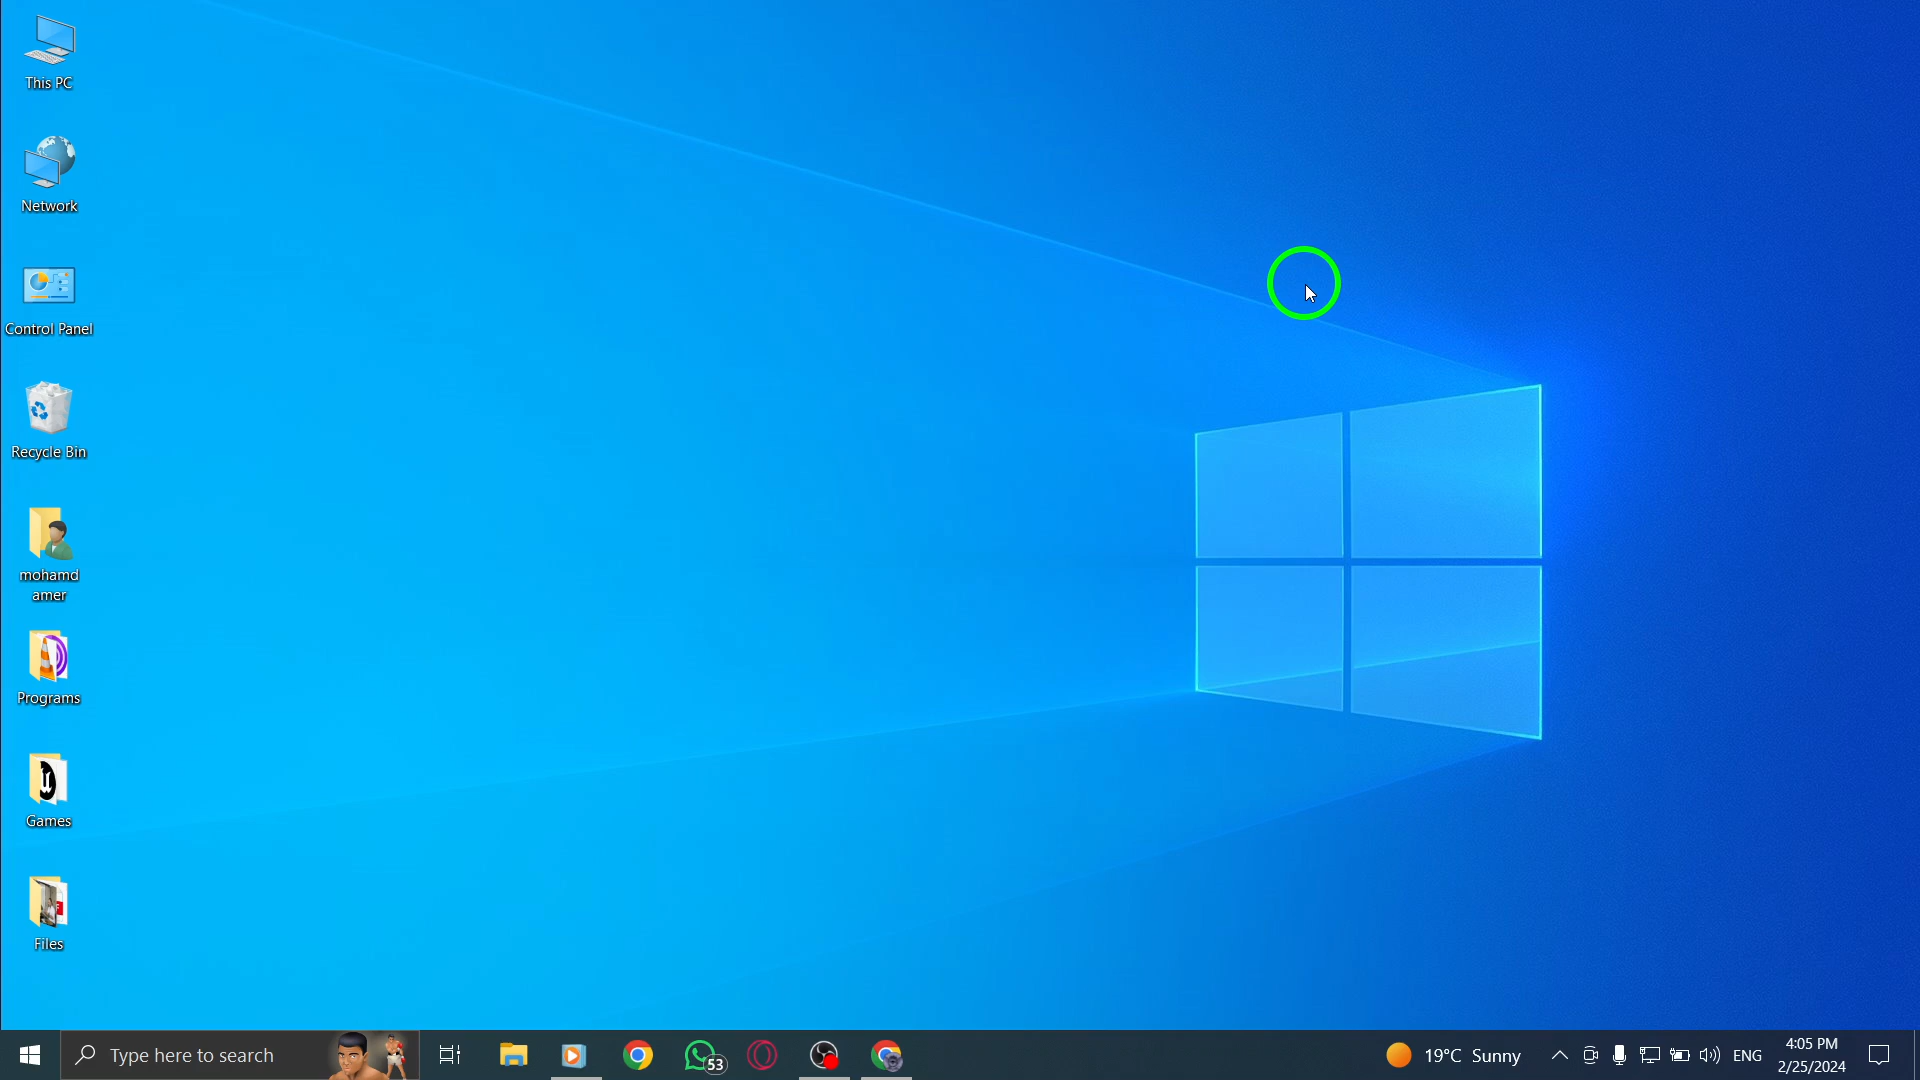 This PC
Network
Control Panel
Recycle Bin
mohamd
amer
Programs
Games
Files
Type here to search
53
19°C Sunny
ENG
4:05 PM
2/25/2024